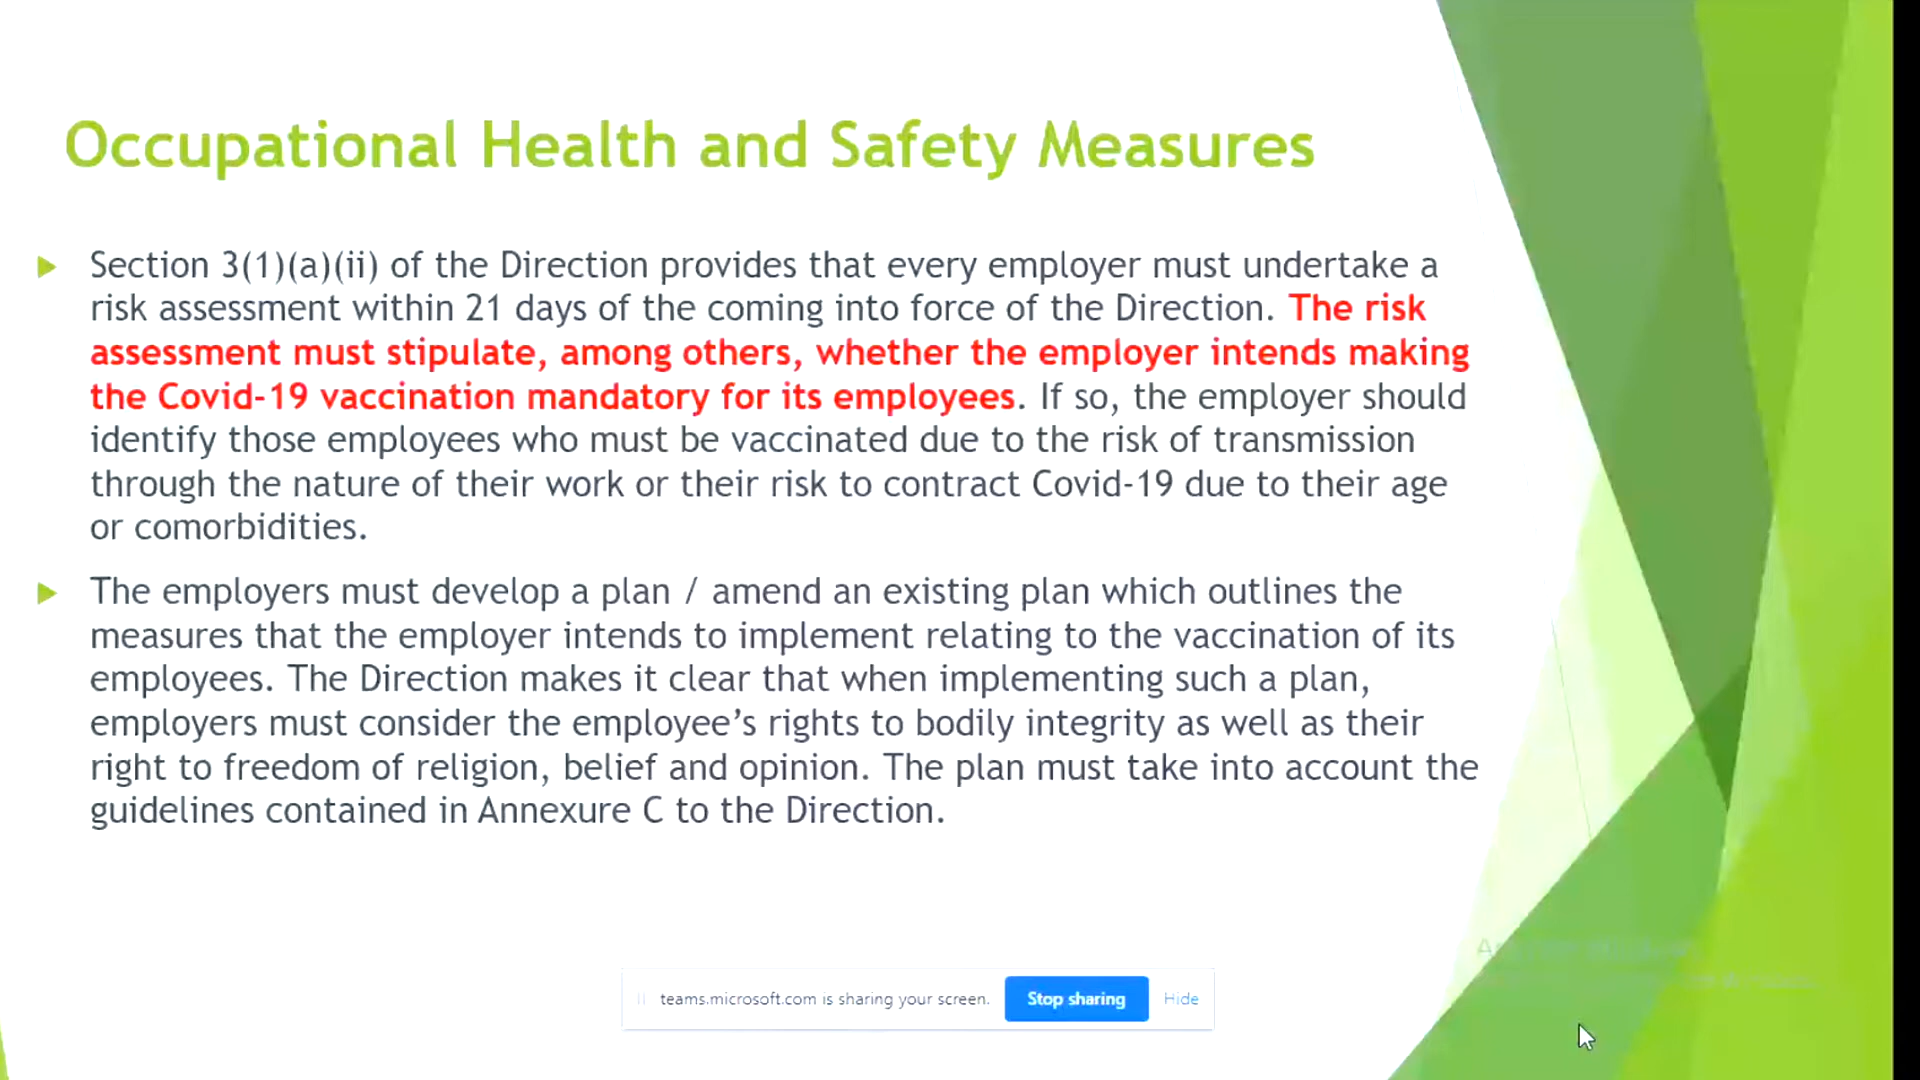 Occupational Health and Safety Measures
Section 3(1)(a)(ii) of the Direction provides that every employer must undertake a
risk assessment within 21 days of the coming into force of the Direction. The risk
assessment must stipulate, among others, whether the employer intends making
the Covid-19 vaccination mandatory for its employees. If so, the employer should
identify those employees who must be vaccinated due to the risk of transmission
through the nature of their work or their risk to contract Covid-19 due to their age
or comorbidities.
The employers must develop a plan / amend an existing plan which outlines the
measures that the employer intends to implement relating to the vaccination of its
employees. The Direction makes it clear that when implementing such a plan,
employers must consider the employee’s rights to bodily integrity as well as their
right to freedom of religion, belief and opinion. The plan must take into account the
guidelines contained in Annexure C to the Direction.
teams.microsoft.com is sharing your screen. Stop sharing Hide